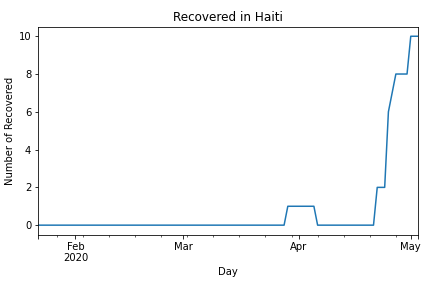 Recovered in Haiti
10
8
6
4
2
0
Number of Recovered
Feb
2020
Mar
Apr
May
Day